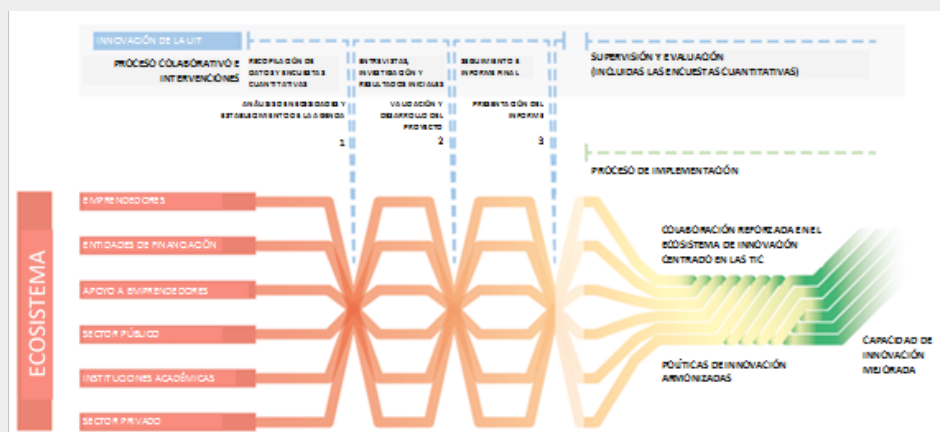 INNOVACIÓN DE LA UIT
PROCESO COLABORATIVO E
INTERVENCIONES
RECOPILACIÓN DE
DATOS Y ENCUESTAS
CUANTITATIVAS
ENTREVISTAS,
INVESTIGACIÓN Y
RESULTADOS INICIALES
SEGUIMIENTO E
INFORME FINAL
SUPERVISIÓN Y EVALUACIÓN
(INCLUIDAS LAS ENCUESTAS CUANTITATIVAS)
ANÁLISIS DE NECESIDADES Y
ESTABLECIMIENTO DE LA AGENDA
1
VALIDACIÓN Y
DESARROLLO DEL
PROYECTO
2
PRESENTACIÓN DEL
INFORME
3
PROCESO DE IMPLEMENTACIÓN
ECOSISTEMA
EMPRENDEDORES
ENTIDADES DE FINANCIACIÓN
APOYO A EMPRENDEDORES
SECTOR PÚBLICO
INSTITUCIONES ACADÉMICAS
SECTOR PRIVADO
COLABORACIÓN REFORZADA EN EL
ECOSISTEMA DE INNOVACIÓN
CENTRADO EN LAS TIC
POLÍTICAS DE INNOVACIÓN
ARMONIZADAS
CAPACIDAD DE
INNOVACIÓN
MEJORADA